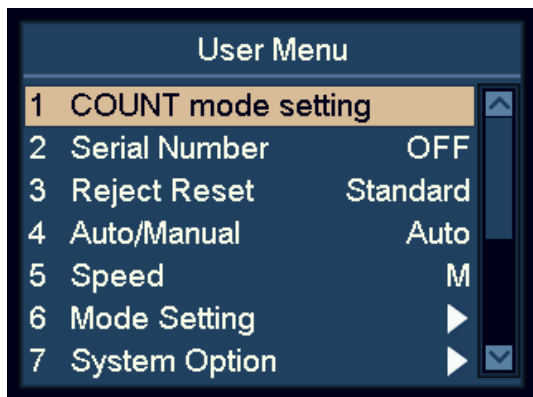 User Menu
1 COUNT mode setting
2 Serial Number OFF
3 Reject Reset Standard
4 Auto/Manual Auto
5 Speed M
6 Mode Setting
7 System Option